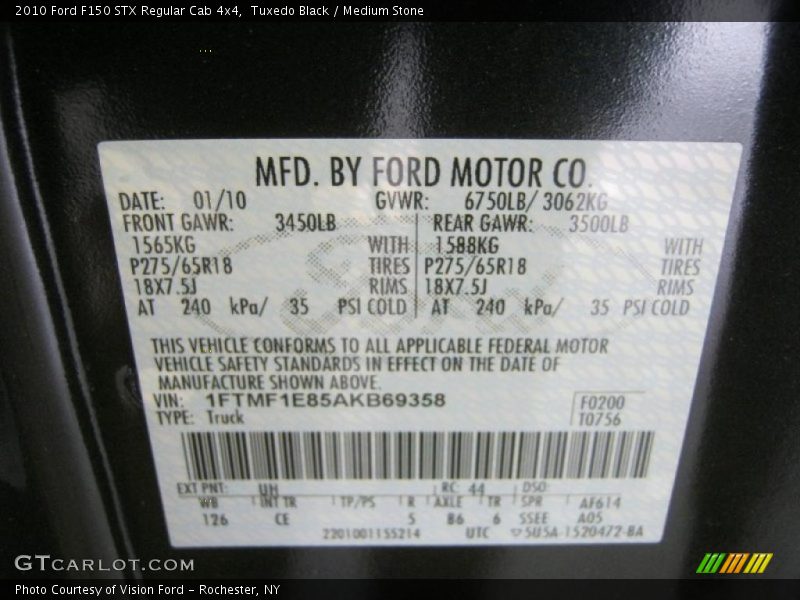 2010 Ford F150 STX Regular Cab 4x4, Tuxedo Black / Medium Stone
MFD. BY FORD MOTOR CO.
DATE: 01/10 GVWR: 6750LB/ 3062KG
FRONT GAWR: 3450LB REAR GAWR: 3500LB
1565KG WITH 1588KG WITH
P275/65R18 TIRES P275/65R18 TIRES
18X7.5J RIMS 18X7.5J RIMS
AT 240 kPa/ 35 PSI COLD AT 240 kPa/ 35 PSI COLD
THIS VEHICLE CONFORMS TO ALL APPLICABLE FEDERAL MOTOR
VEHICLE SAFETY STANDARDS IN EFFECT ON THE DATE OF
MANUFACTURE SHOWN ABOVE.
VIN: 1FTMF1E85AKB69358 F0200
TYPE: Truck T0756
EXT PNT: UH RC: 44 DSO:
WB INT TR TP/PS R AXLE TR SPR AF614
126 CE 5 B6 6 SSEE A05
2201001155214 UTC 5U5A-1520472-BA
GTCARLOT.COM
Photo Courtesy of Vision Ford - Rochester, NY